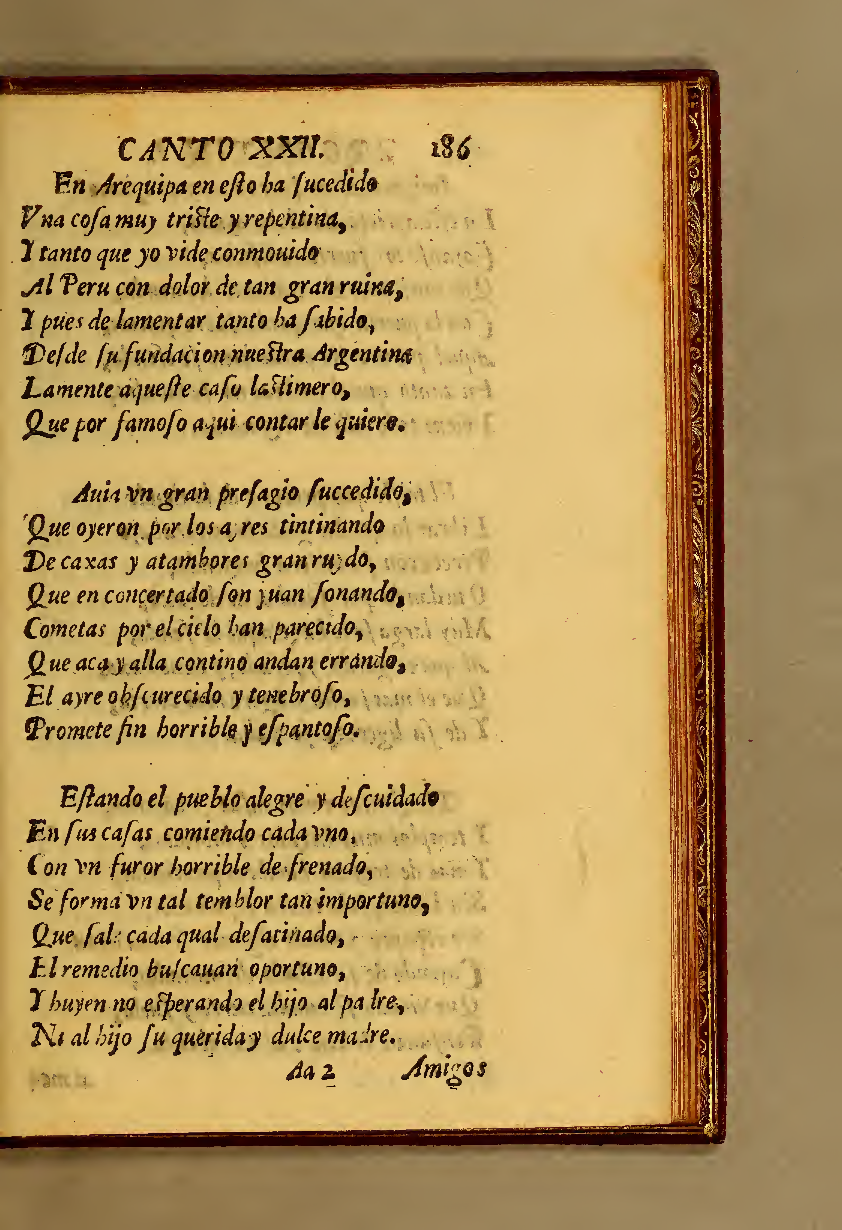 CANTO XXII. 186
En Arequipa en eſto ha ſucedido
Vna coſa muy triſte y repentina,
I tanto que yo vide conmouido
Al Peru con dolor de tan gran ruina,
I pues de lamentar tanto ha ſabido,
Deſde ſu fundacion nueſtra Argentina
Lamente aqueſte caſo laſtimero,
Que por famoſo aqui contar le quiero.
Auia vn gran preſagio ſuccedido,
Que oyeron por los ayres tintinando
De caxas y atambores gran ruydo,
Que en concertado ſon yuan ſonando,
Cometas por el cielo han parecido,
Que aca y alla contino andan errando,
El ayre obſcurecido y tenebroſo,
Promete fin horrible y eſpantoſo.
Eſtando el pueblo alegre y deſcuidado
En ſus caſas comiendo cada vno,
Con vn furor horrible deſfrenado,
Se forma vn tal temblor tan importuno,
Que ſale cada qual deſatinado,
El remedio buſcauan oportuno,
I huyen no eſperando el hijo al padre,
Ni al hijo ſu querida y dulce madre.
Aa 2 Amigos